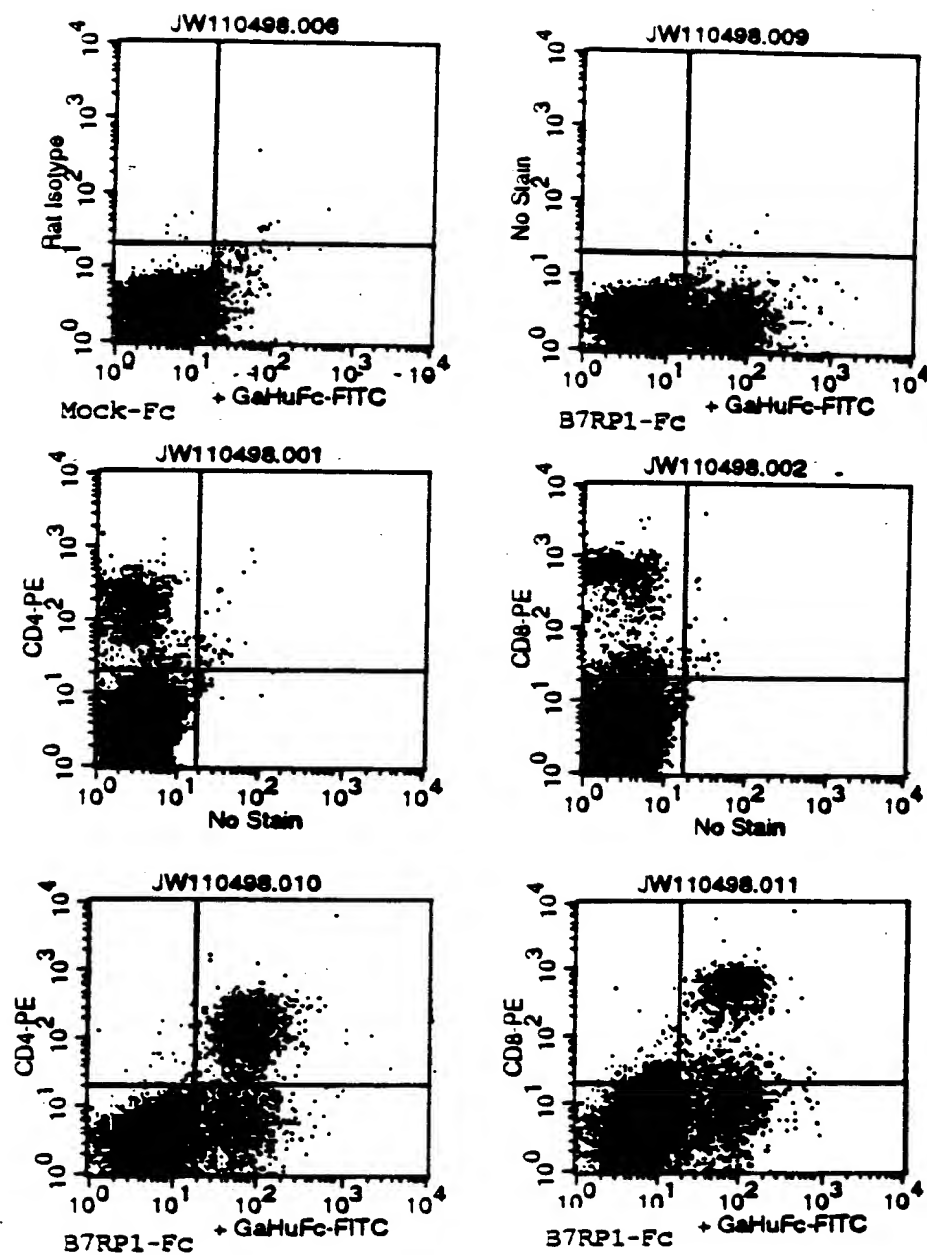 JW110498.006
Rat Isotype
10^0 10^1 10^2 10^3 10^4
10^0 10^1 10^2 10^3 10^4
Mock-Fc + GaHuFc-FITC
JW110498.009
No Stain
10^0 10^1 10^2 10^3 10^4
10^0 10^1 10^2 10^3 10^4
B7RP1-Fc + GaHuFc-FITC
JW110498.001
CD4-PE
10^0 10^1 10^2 10^3 10^4
10^0 10^1 10^2 10^3 10^4
No Stain
JW110498.002
CD8-PE
10^0 10^1 10^2 10^3 10^4
10^0 10^1 10^2 10^3 10^4
No Stain
JW110498.010
CD4-PE
10^0 10^1 10^2 10^3 10^4
10^0 10^1 10^2 10^3 10^4
B7RP1-Fc + GaHuFc-FITC
JW110498.011
CD8-PE
10^0 10^1 10^2 10^3 10^4
10^0 10^1 10^2 10^3 10^4
B7RP1-Fc + GaHuFc-FITC